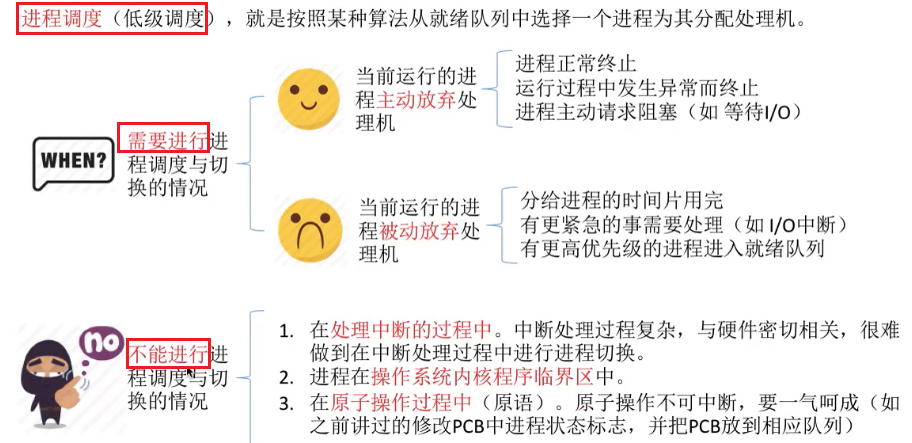 进程调度（低级调度），就是按照某种算法从就绪队列中选择一个进程为其分配处理机。
WHEN?
需要进行进
程调度与切
换的情况
当前运行的进
程主动放弃处
理机
进程正常终止
运行过程中发生异常而终止
进程主动请求阻塞（如 等待I/O）
当前运行的进
程被动放弃处
理机
分给进程的时间片用完
有更紧急的事需要处理（如 I/O中断）
有更高优先级的进程进入就绪队列
no
不能进行进
程调度与切
换的情况
1. 在处理中断的过程中。中断处理过程复杂，与硬件密切相关，很难
做到在中断处理过程中进行进程切换。
2. 进程在操作系统内核程序临界区中。
3. 在原子操作过程中（原语）。原子操作不可中断，要一气呵成（如
之前讲过的修改PCB中进程状态标志，并把PCB放到相应队列）